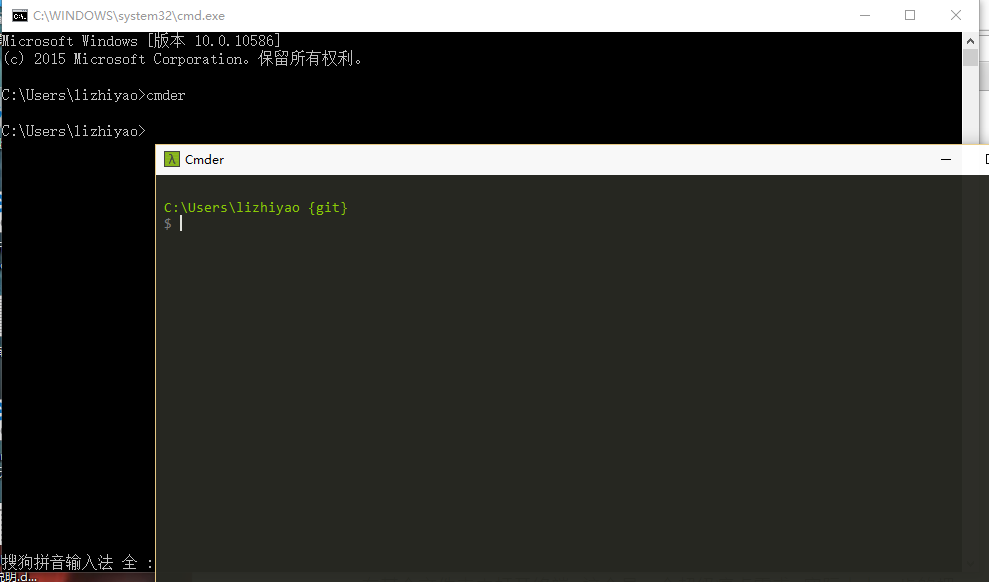 C:\WINDOWS\system32\cmd.exe
Microsoft Windows [版本 10.0.10586]
(c) 2015 Microsoft Corporation。保留所有权利。
C:\Users\lizhiyao>cmder
C:\Users\lizhiyao>
λ Cmder
C:\Users\lizhiyao {git}
$
搜狗拼音输入法 全 :
明.d...